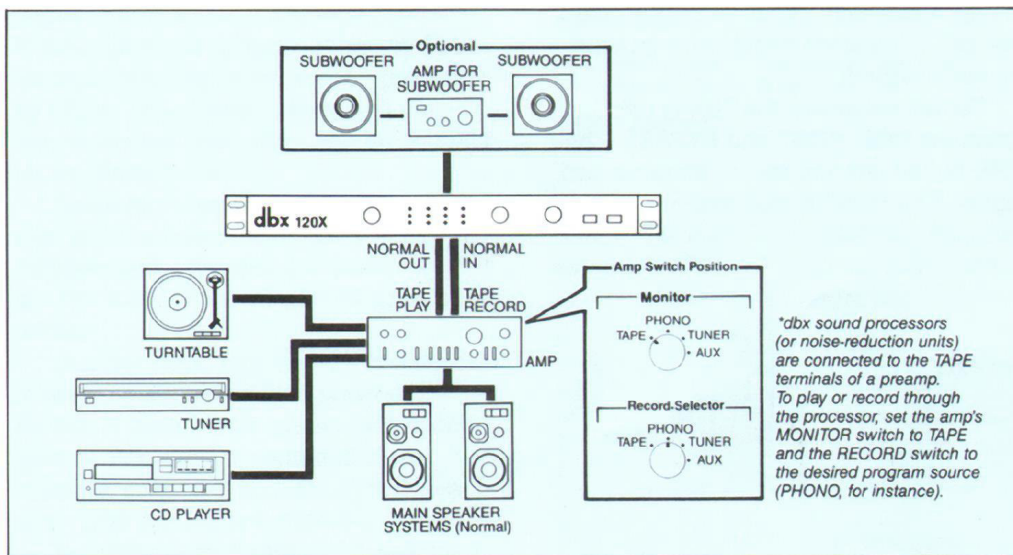 Optional
SUBWOOFER
AMP FOR
SUBWOOFER
SUBWOOFER
dbx 120X
NORMAL
OUT
NORMAL
IN
TAPE
PLAY
TAPE
RECORD
TURNTABLE
TUNER
CD PLAYER
AMP
MAIN SPEAKER
SYSTEMS (Normal)
Amp Switch Position
Monitor
PHONO
TAPE
TUNER
AUX
Record-Selector
PHONO
TAPE
TUNER
AUX
*dbx sound processors
(or noise-reduction units)
are connected to the TAPE
terminals of a preamp.
To play or record through
the processor, set the amp's
MONITOR switch to TAPE
and the RECORD switch to
the desired program source
(PHONO, for instance).